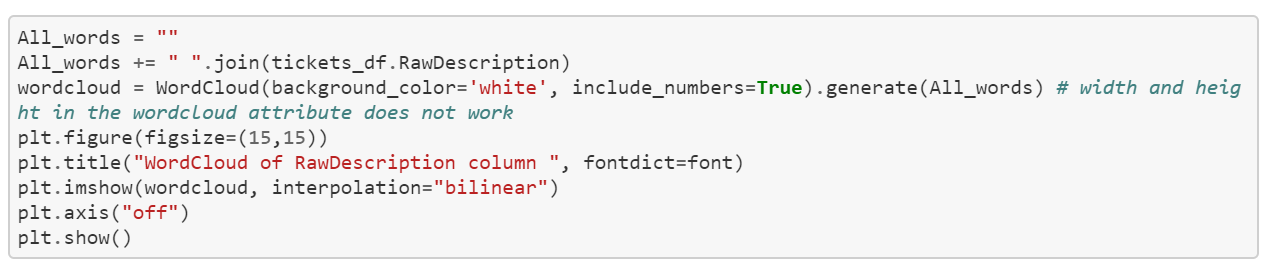 All_words = ""
All_words += " ".join(tickets_df.RawDescription)
wordcloud = WordCloud(background_color='white', include_numbers=True).generate(All_words) # width and heig
ht in the wordcloud attribute does not work
plt.figure(figsize=(15,15))
plt.title("WordCloud of RawDescription column ", fontdict=font)
plt.imshow(wordcloud, interpolation="bilinear")
plt.axis("off")
plt.show()